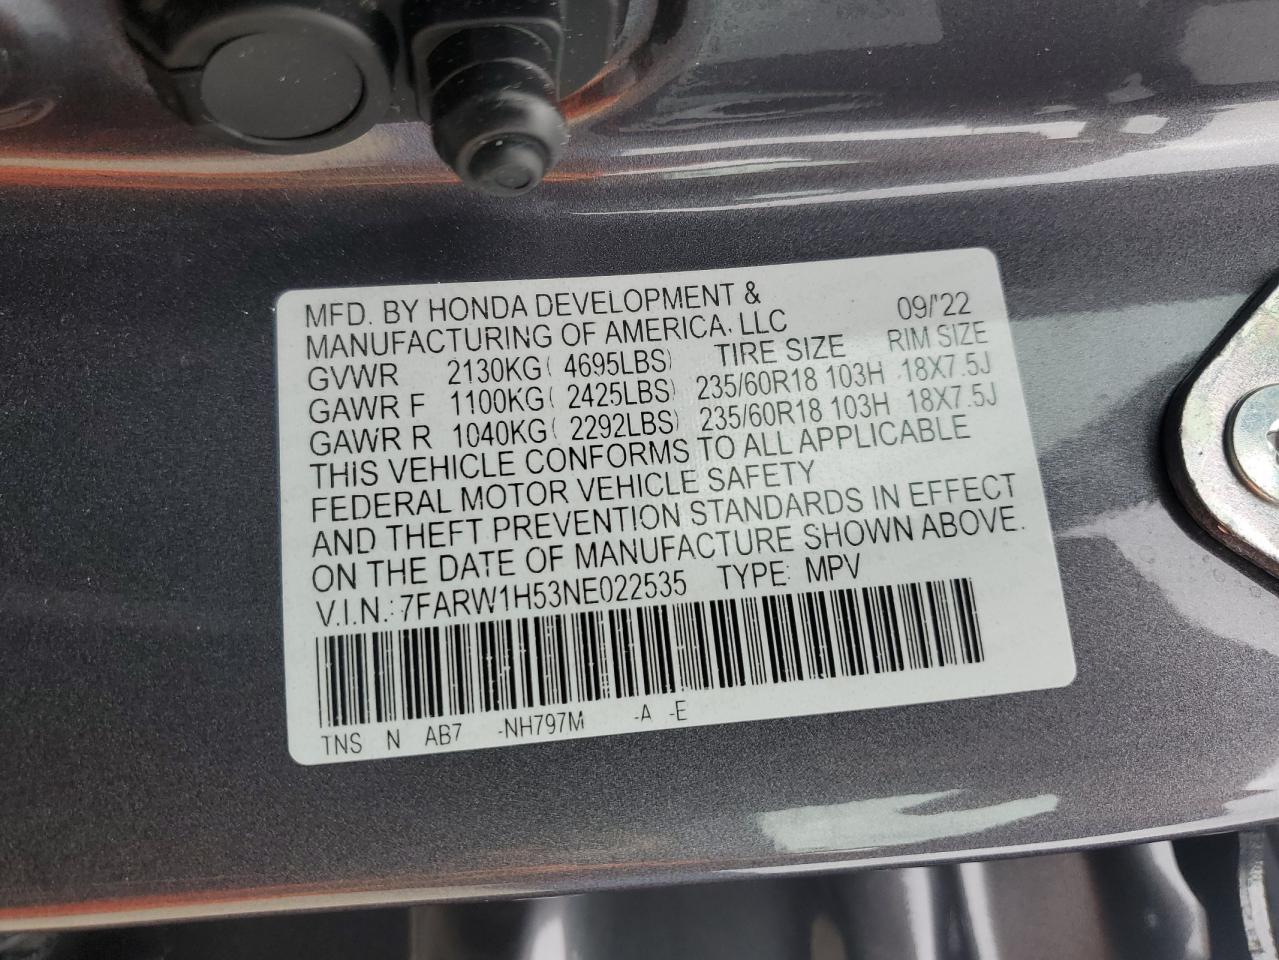 MFD. BY HONDA DEVELOPMENT &
MANUFACTURING OF AMERICA, LLC 09/'22
GVWR 2130KG( 4695LBS) TIRE SIZE RIM SIZE
GAWR F 1100KG( 2425LBS) 235/60R18 103H 18X7.5J
GAWR R 1040KG( 2292LBS) 235/60R18 103H 18X7.5J
THIS VEHICLE CONFORMS TO ALL APPLICABLE
FEDERAL MOTOR VEHICLE SAFETY
AND THEFT PREVENTION STANDARDS IN EFFECT
ON THE DATE OF MANUFACTURE SHOWN ABOVE.
V.I.N.: 7FARW1H53NE022535 TYPE: MPV
TNS N AB7 -NH797M -A -E